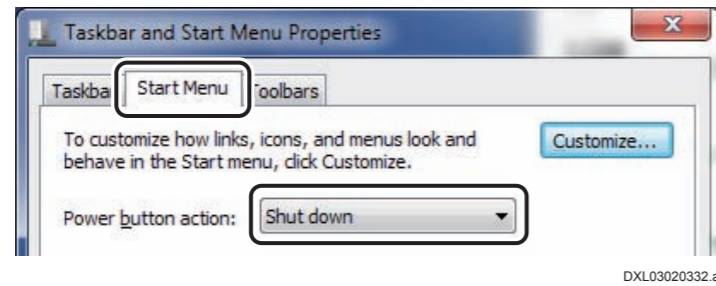 Taskbar and Start Menu Properties
Taskba Start Menu oolbars
To customize how links, icons, and menus look and
behave in the Start menu, click Customize.
Customize...
Power button action: Shut down
DXL03020332.a